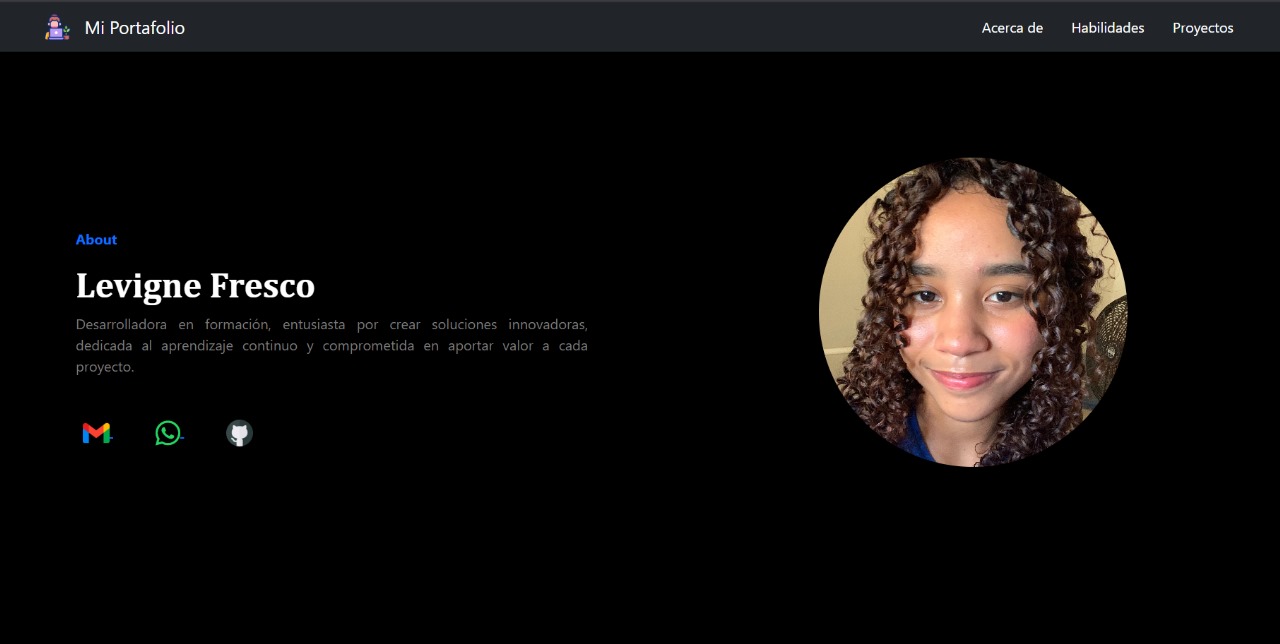 Mi Portafolio
Acerca de
Habilidades
Proyectos
About
Levigne Fresco
Desarrolladora en formación, entusiasta por crear soluciones innovadoras,
dedicada al aprendizaje continuo y comprometida en aportar valor a cada
proyecto.